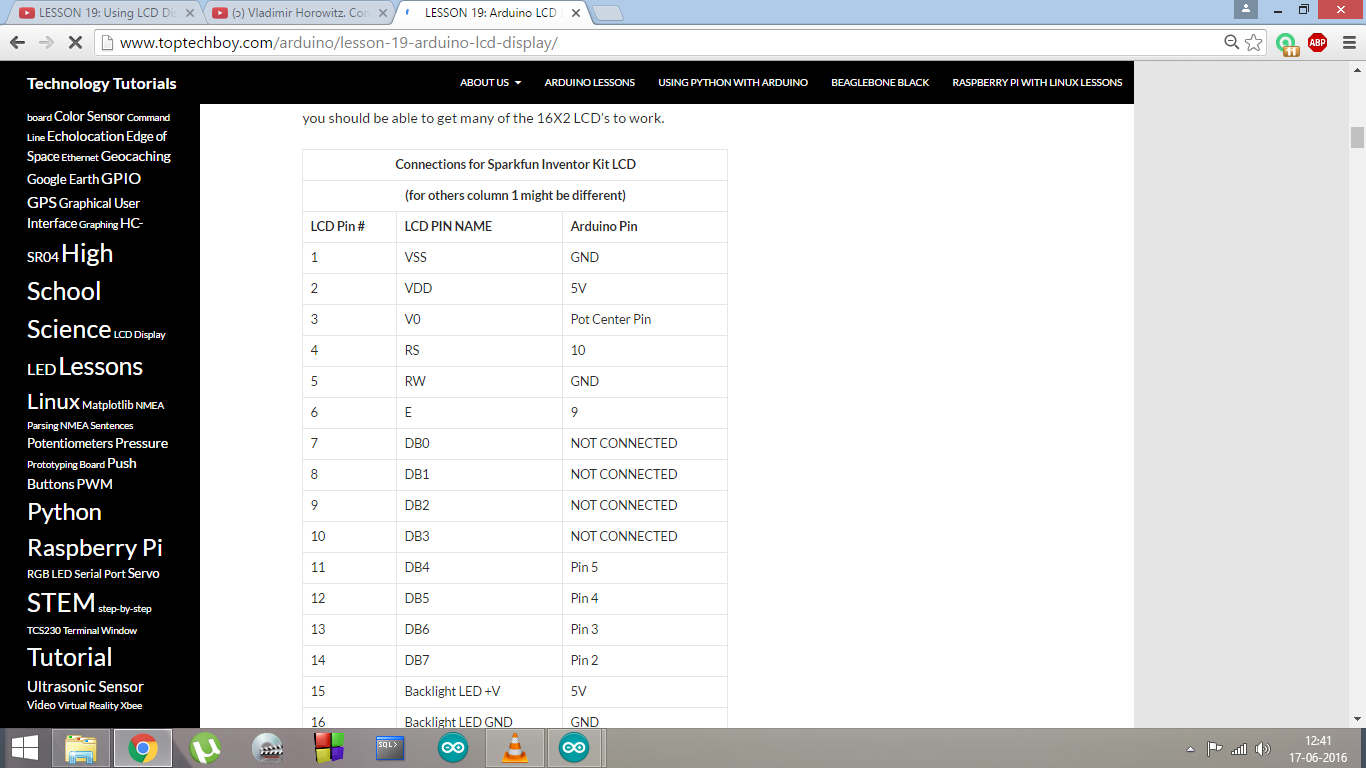 LESSON 19: Using LCD Di
(ɔ) Vladimir Horowitz. Con
LESSON 19: Arduino LCD
www.toptechboy.com/arduino/lesson-19-arduino-lcd-display/
11
ABP
Technology Tutorials
ABOUT US
ARDUINO LESSONS
USING PYTHON WITH ARDUINO
BEAGLEBONE BLACK
RASPBERRY PI WITH LINUX LESSONS
board Color Sensor Command
Line Echolocation Edge of
Space Ethernet Geocaching
Google Earth GPIO
GPS Graphical User
Interface Graphing HC-
SR04 High
School
Science LCD Display
LED Lessons
Linux Matplotlib NMEA
Parsing NMEA Sentences
Potentiometers Pressure
Prototyping Board Push
Buttons PWM
Python
Raspberry Pi
RGB LED Serial Port Servo
STEM step-by-step
TCS230 Terminal Window
Tutorial
Ultrasonic Sensor
Video Virtual Reality Xbee
you should be able to get many of the 16X2 LCD's to work.
Connections for Sparkfun Inventor Kit LCD
(for others column 1 might be different)
LCD Pin # LCD PIN NAME Arduino Pin
1 VSS GND
2 VDD 5V
3 V0 Pot Center Pin
4 RS 10
5 RW GND
6 E 9
7 DB0 NOT CONNECTED
8 DB1 NOT CONNECTED
9 DB2 NOT CONNECTED
10 DB3 NOT CONNECTED
11 DB4 Pin 5
12 DB5 Pin 4
13 DB6 Pin 3
14 DB7 Pin 2
15 Backlight LED +V 5V
16 Backlight LED GND GND
SQL>
12:41
17-06-2016